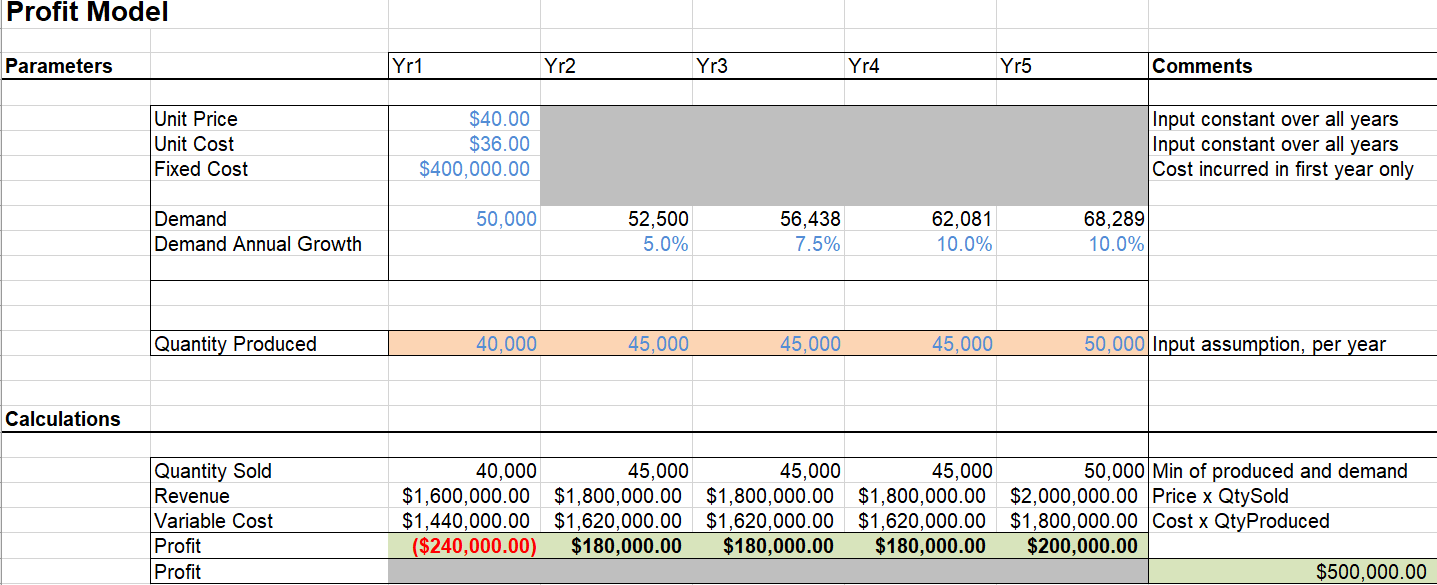 Profit Model
Parameters Yr1 Yr2 Yr3 Yr4 Yr5 Comments
Unit Price $40.00 Input constant over all years
Unit Cost $36.00 Input constant over all years
Fixed Cost $400,000.00 Cost incurred in first year only
Demand 50,000 52,500 56,438 62,081 68,289
Demand Annual Growth 5.0% 7.5% 10.0% 10.0%
Quantity Produced 40,000 45,000 45,000 45,000 50,000 Input assumption, per year
Calculations
Quantity Sold 40,000 45,000 45,000 45,000 50,000 Min of produced and demand
Revenue $1,600,000.00 $1,800,000.00 $1,800,000.00 $1,800,000.00 $2,000,000.00 Price x QtySold
Variable Cost $1,440,000.00 $1,620,000.00 $1,620,000.00 $1,620,000.00 $1,800,000.00 Cost x QtyProduced
Profit ($240,000.00) $180,000.00 $180,000.00 $180,000.00 $200,000.00
Profit $500,000.00